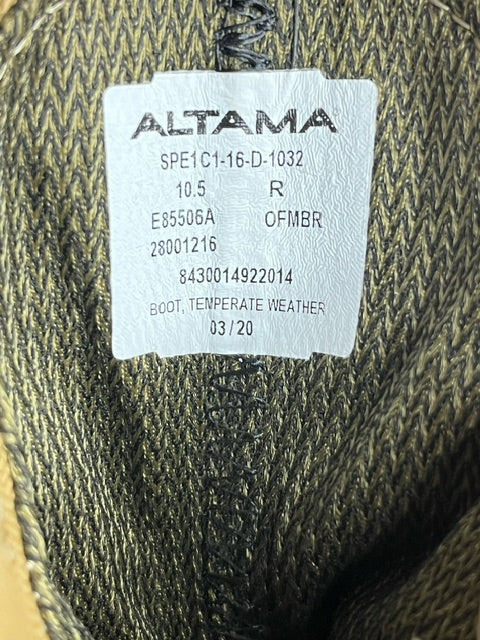 ALTAMA
SPE1C1-16-D-1032
10.5 R
E85506A OFMBR
28001216
8430014922014
BOOT, TEMPERATE WEATHER
03/20